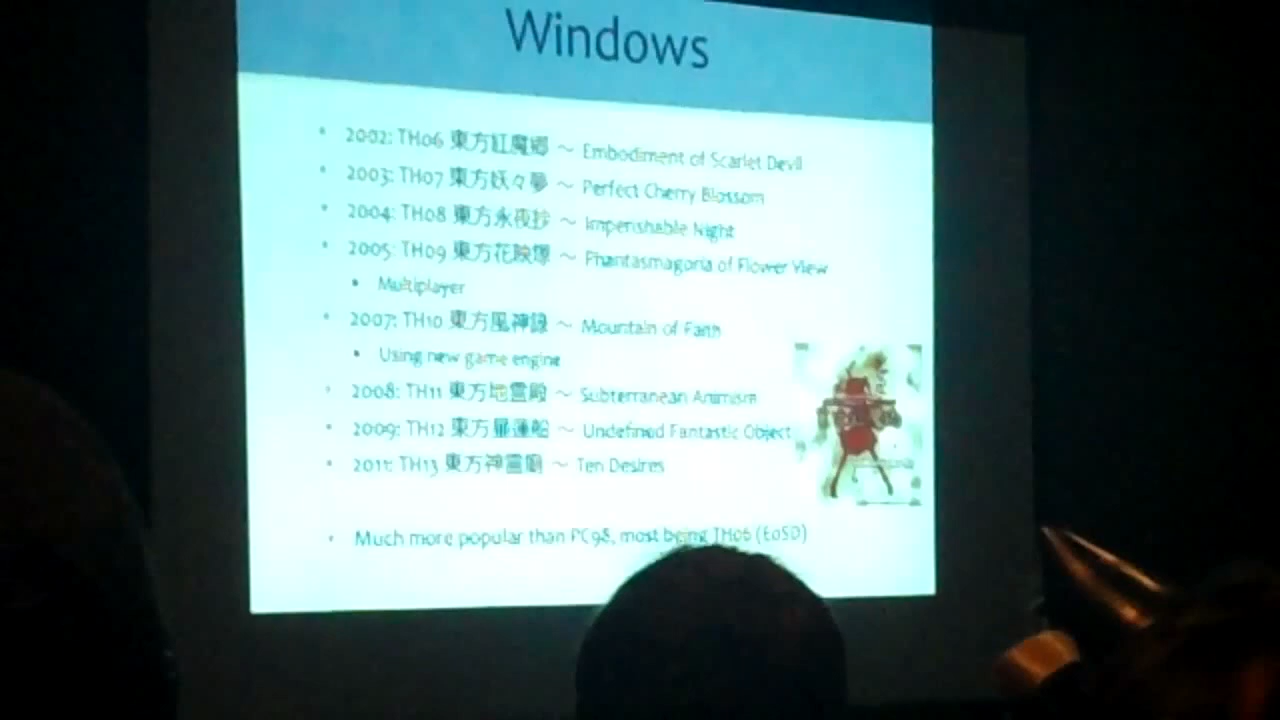 Windows
• 2002: TH06 東方紅魔郷 ～ Embodiment of Scarlet Devil
• 2003: TH07 東方妖々夢 ～ Perfect Cherry Blossom
• 2004: TH08 東方永夜抄 ～ Imperishable Night
• 2005: TH09 東方花映塚 ～ Phantasmagoria of Flower View
• Multiplayer
• 2007: TH10 東方風神録 ～ Mountain of Faith
• Using new game engine
• 2008: TH11 東方地霊殿 ～ Subterranean Animism
• 2009: TH12 東方星蓮船 ～ Undefined Fantastic Object
• 2011: TH13 東方神霊廟 ～ Ten Desires
• Much more popular than PC98, most being TH06 (EoSD)